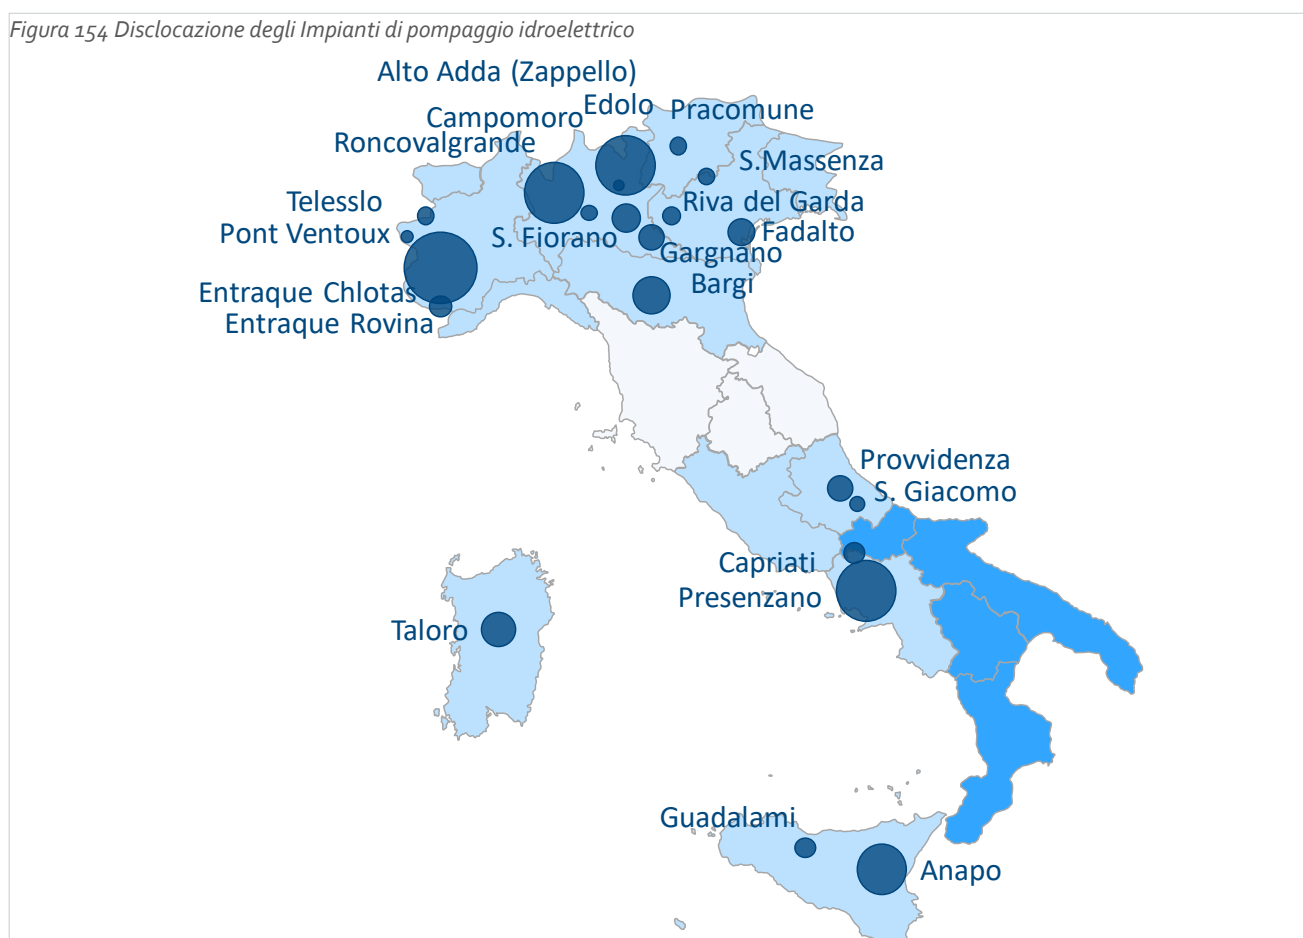 Figura 154 Disclocazione degli Impianti di pompaggio idroelettrico
Alto Adda (Zappello)
Edolo
Pracomune
Campomoro
Roncovalgrande
S.Massenza
Telesslo
Riva del Garda
Pont Ventoux
S. Fiorano
Fadalto
Gargnano
Bargi
Entraque Chlotas
Entraque Rovina
Provvidenza
S. Giacomo
Capriati
Presenzano
Taloro
Guadalami
Anapo